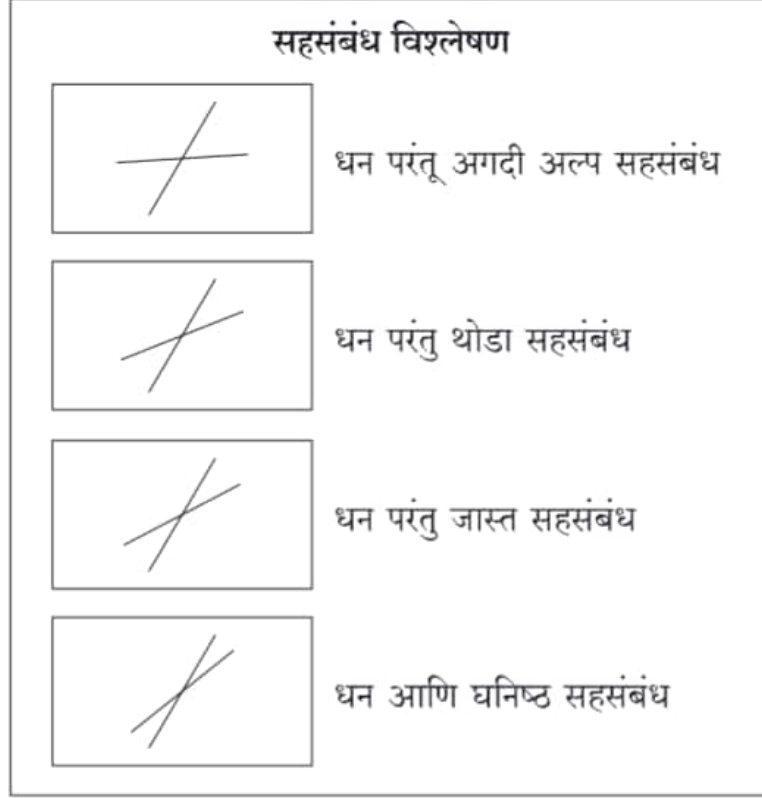 सहसंबंध विश्लेषण
धन परंतू अगदी अल्प सहसंबंध
धन परंतु थोडा सहसंबंध
धन परंतु जास्त सहसंबंध
धन आणि घनिष्ठ सहसंबंध